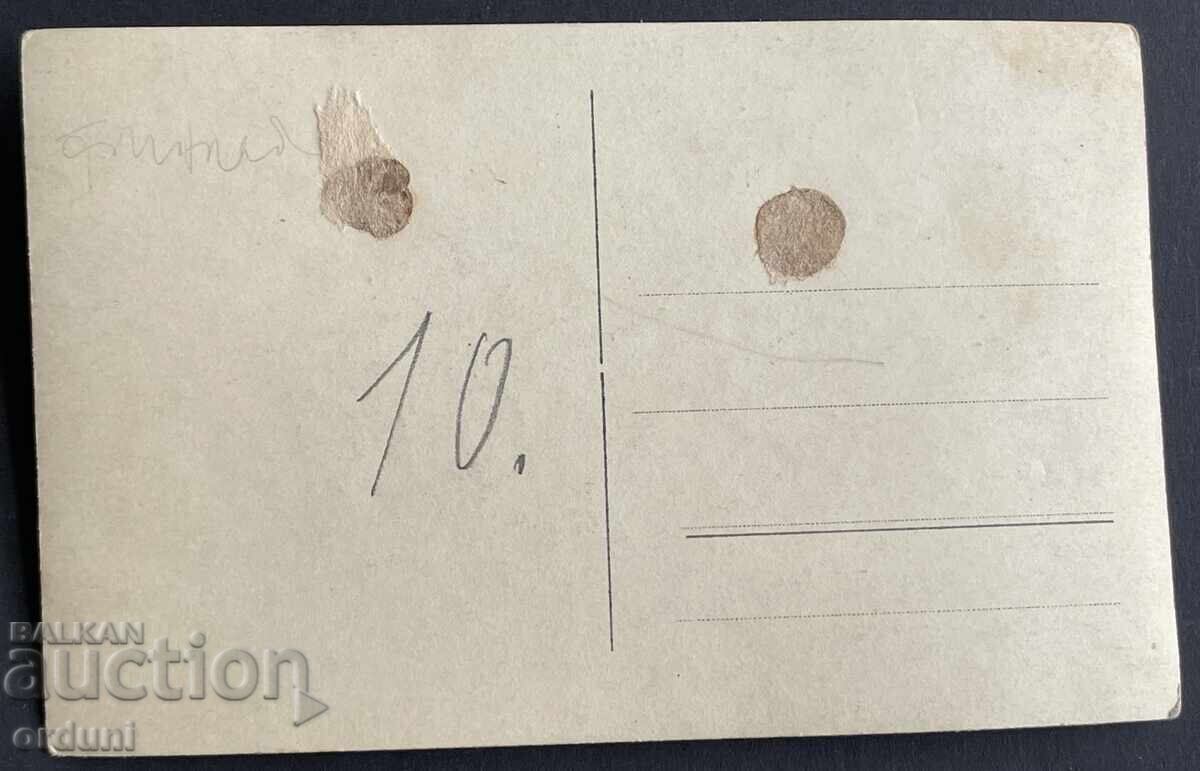 10.
BALKAN
auction
orduni